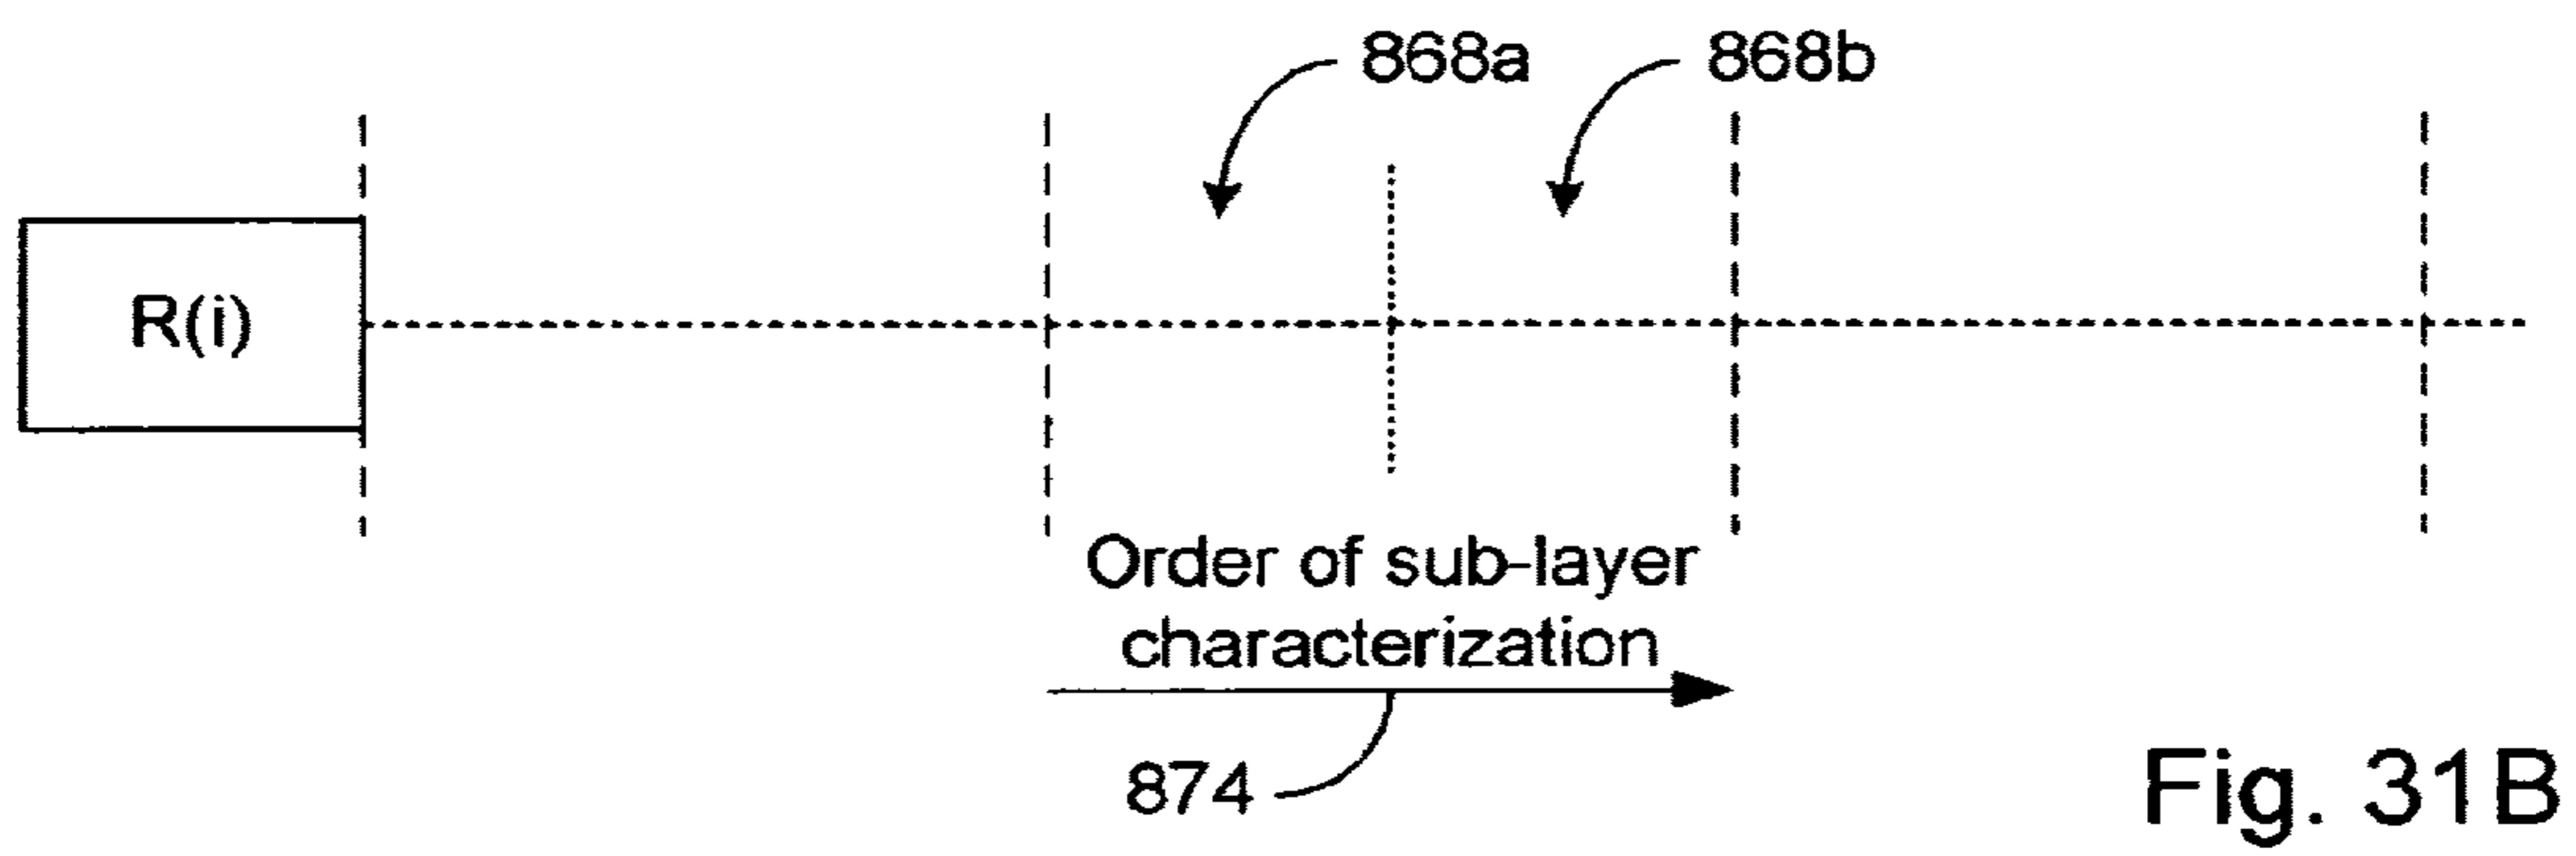 868a
868b
R(i)
Order of sub-layer
characterization
874
Fig. 31B